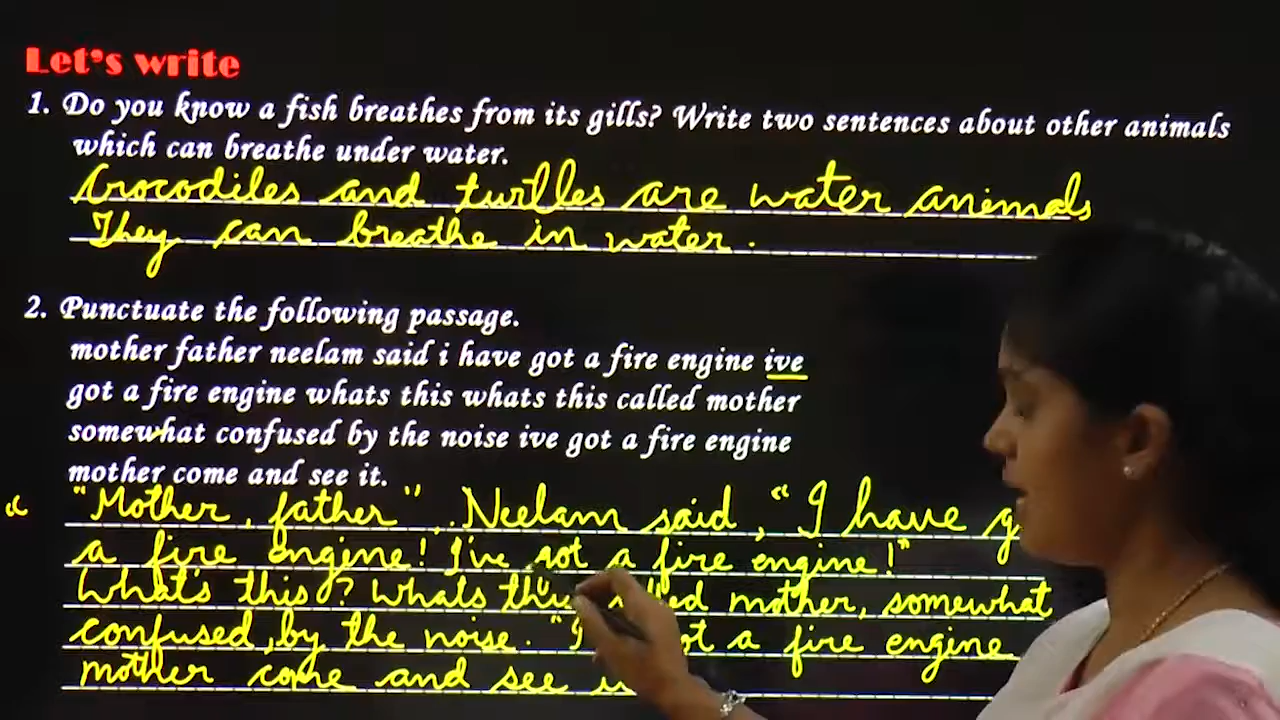 Let's write
1. Do you know a fish breathes from its gills? Write two sentences about other animals
which can breathe under water.
Crocodiles and turtles are water animals
They can breathe in water.
2. Punctuate the following passage.
mother father neelam said i have got a fire engine ive
got a fire engine whats this whats this called mother
somewhat confused by the noise ive got a fire engine
mother come and see it.
"Mother, father", Neelam said, "I have
a fire engine! I've got a fire engine!"
What's this? Whats mother, somewhat
confused, by the noise. "I a fire engine
mother come and see